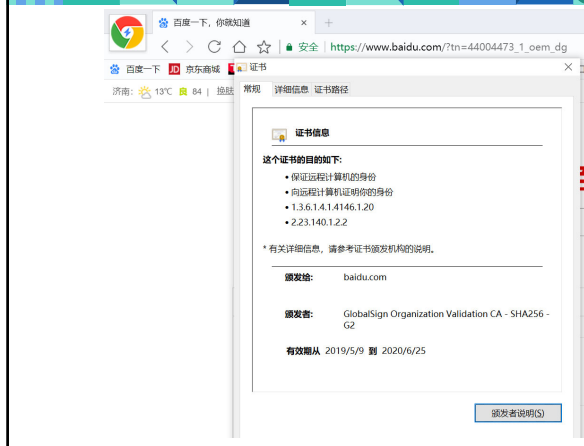 百度一下，你就知道
安全 | https://www.baidu.com/?tn=44004473_1_oem_dg
百度一下 JD 京东商城
济南: 13℃ 良 84 | 换肤
证书
常规 详细信息 证书路径
证书信息
这个证书的目的如下:
• 保证远程计算机的身份
• 向远程计算机证明你的身份
• 1.3.6.1.4.1.4146.1.20
• 2.23.140.1.2.2
* 有关详细信息，请参考证书颁发机构的说明。
颁发给: baidu.com
颁发者: GlobalSign Organization Validation CA - SHA256 -
G2
有效期从 2019/5/9 到 2020/6/25
颁发者说明(S)